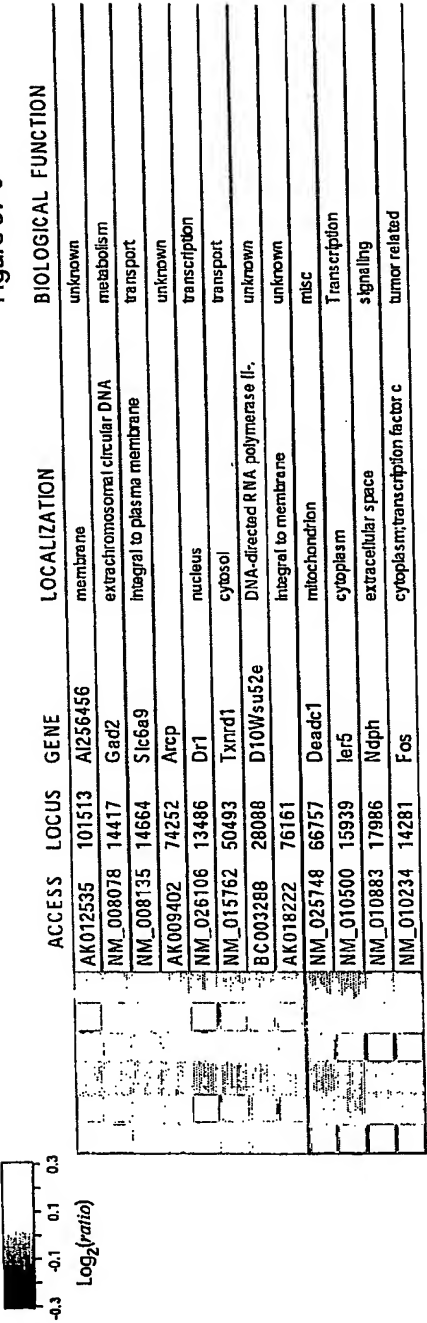 -0.3 -0.1 0.1 0.3
Log2(ratio)
ACCESS LOCUS GENE LOCALIZATION BIOLOGICAL FUNCTION
AK012535 101513 AI256456 membrane unknown
NM_008078 14417 Gad2 extrachromosomal circular DNA metabolism
NM_008135 14664 Slc6a9 integral to plasma membrane transport
AK009402 74252 Arcp unknown
NM_026106 13486 Dr1 nucleus transcription
NM_015762 50493 Txnrd1 cytosol transport
BC003288 28088 D10Wsu52e DNA-directed RNA polymerase (I-. unknown
AK018222 76161 integral to membrane unknown
NM_025748 66757 Deadc1 mitochondrion misc
NM_010500 15939 Ier5 cytoplasm Transcription
NM_010883 17986 Ndph extracellular space signaling
NM_010234 14281 Fos cytoplasm;transcription factor c tumor related